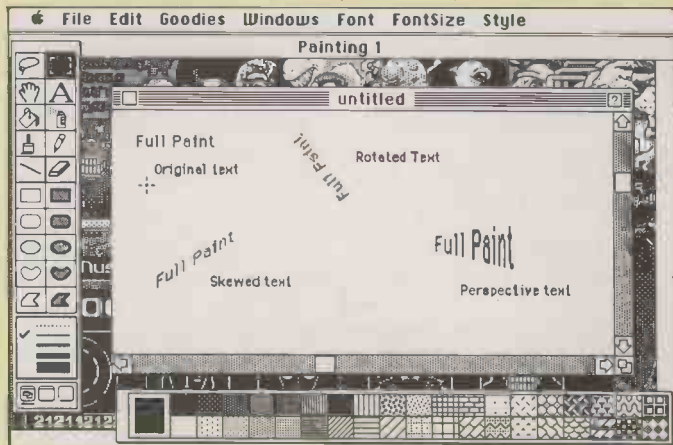 File Edit Goodies Windows Font FontSize Style
Painting 1
A
untitled
?
Full Paint
Original text
Full Paint
Rotated Text
Full Paint
Skewed text
Full Paint
Perspective text